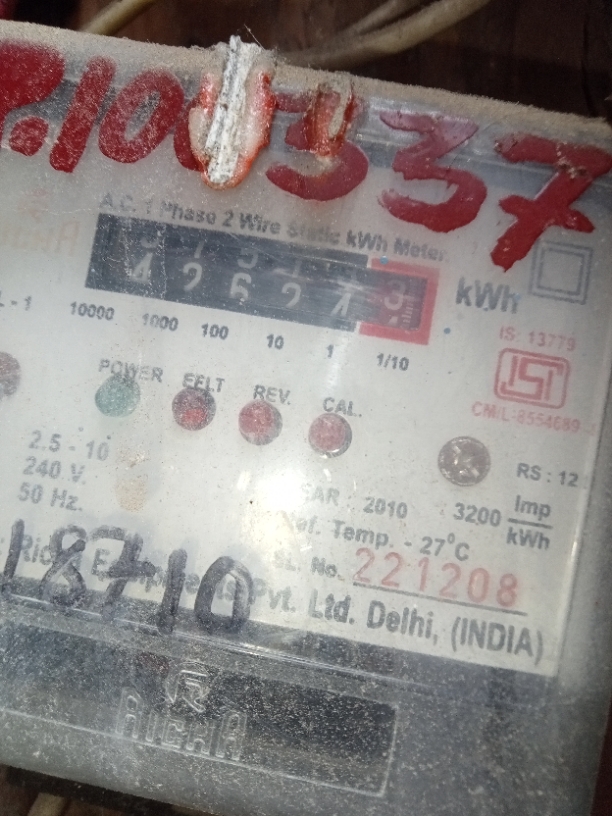 337
A.C. 1 Phase 2 Wire Static kWh Meter
kWh
10000 1000 100 10 1 1/10
IS: 13779
ISI
CM/L-8554689
POWER EELT REV. CAL.
2.5 - 10
240 V.
50 Hz.
RS: 12
2010 3200 Imp/kWh
Temp. - 27°C
SL. No. 221208
18710
Pvt. Ltd. Delhi, (INDIA)
RICHA